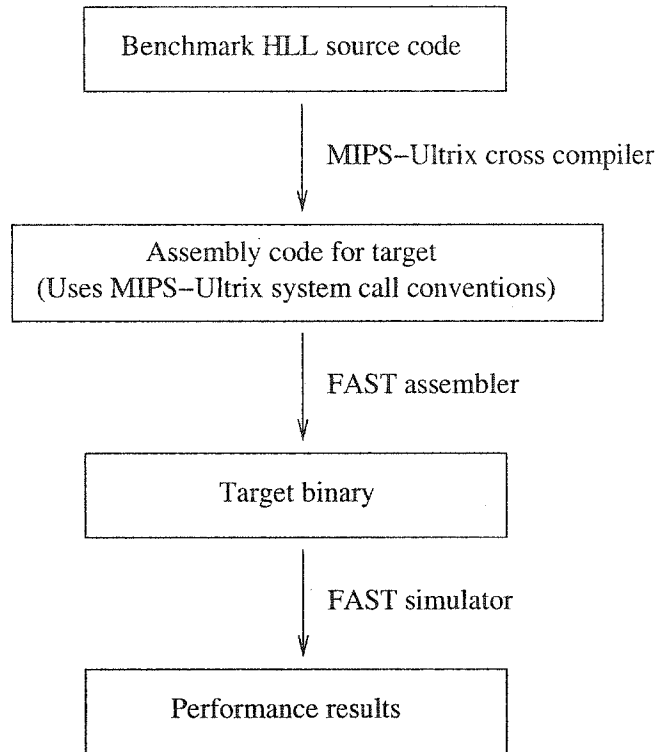 Benchmark HLL source code
MIPS–Ultrix cross compiler
Assembly code for target
(Uses MIPS–Ultrix system call conventions)
FAST assembler
Target binary
FAST simulator
Performance results